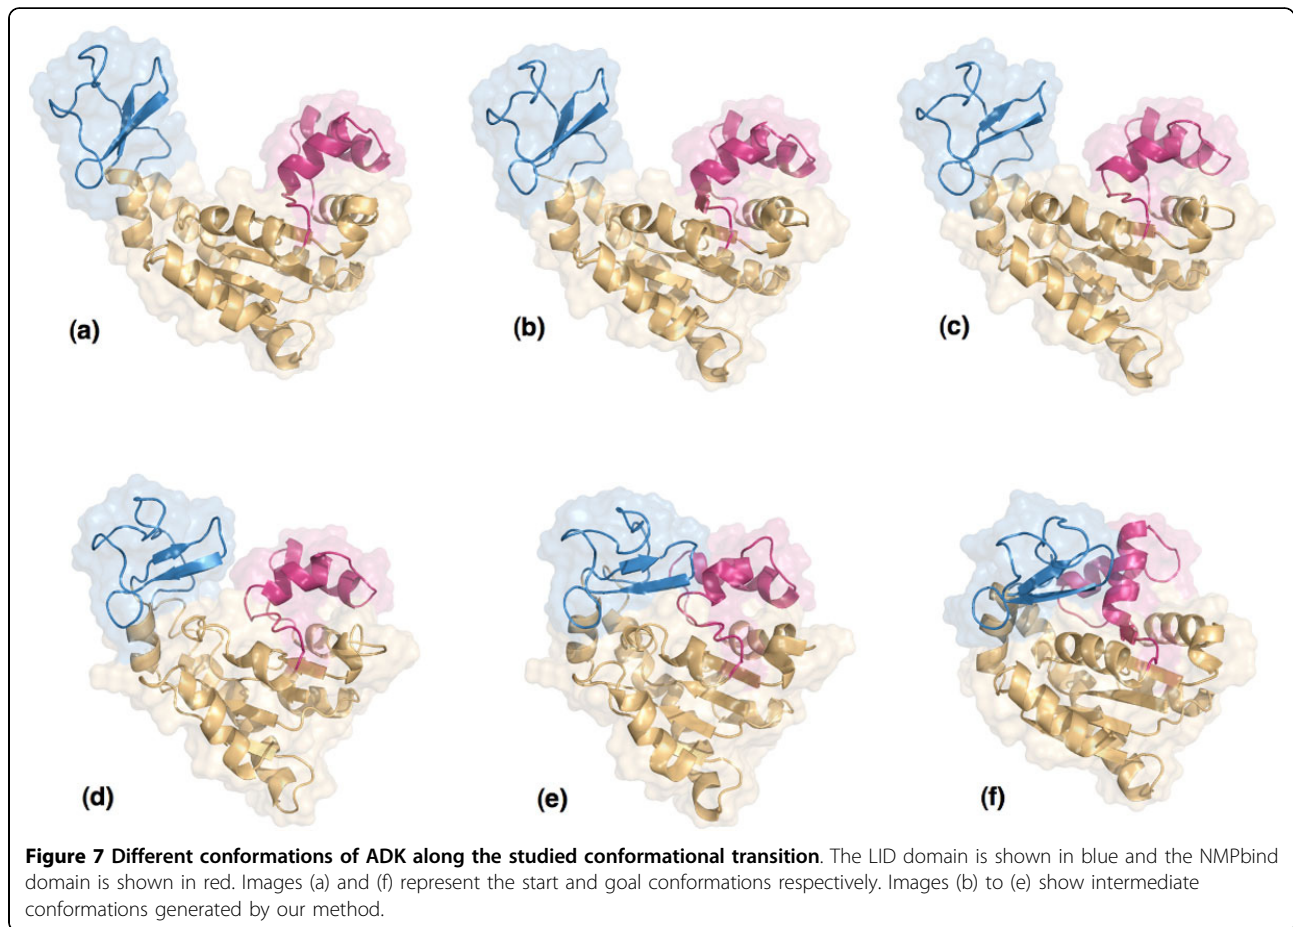 (a)
(b)
(c)
(d)
(e)
(f)
Figure 7 Different conformations of ADK along the studied conformational transition. The LID domain is shown in blue and the NMPbind
domain is shown in red. Images (a) and (f) represent the start and goal conformations respectively. Images (b) to (e) show intermediate
conformations generated by our method.